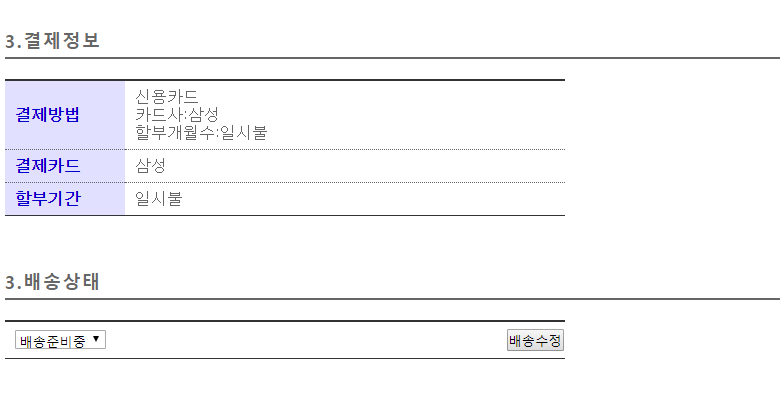 3.결제정보
결제방법
신용카드
카드사:삼성
할부개월수:일시불
결제카드 삼성
할부기간 일시불
3.배송상태
배송준비중 배송수정